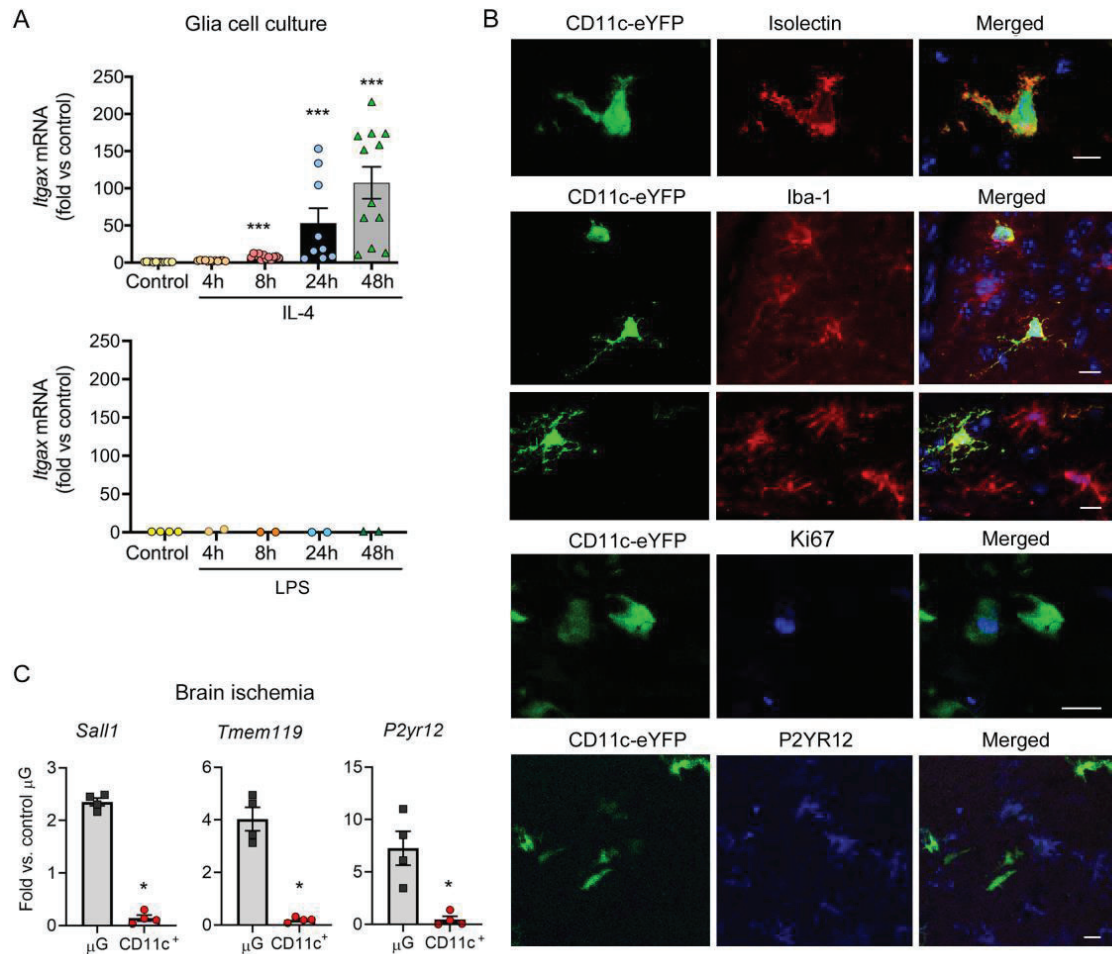 A
Glia cell culture
Itgax mRNA
(fold vs control)
250
200
150
100
50
0
***
***
***
Control 4h 8h 24h 48h
IL-4
Itgax mRNA
(fold vs control)
250
200
150
100
50
0
Control 4h 8h 24h 48h
LPS
B
CD11c-eYFP Isolectin Merged
CD11c-eYFP Iba-1 Merged
CD11c-eYFP Ki67 Merged
CD11c-eYFP P2YR12 Merged
C
Brain ischemia
Fold vs. control µG
Sall1
3
2
1
0
*
µG CD11c+
Tmem119
6
4
2
0
*
µG CD11c+
P2yr12
15
10
5
0
*
µG CD11c+